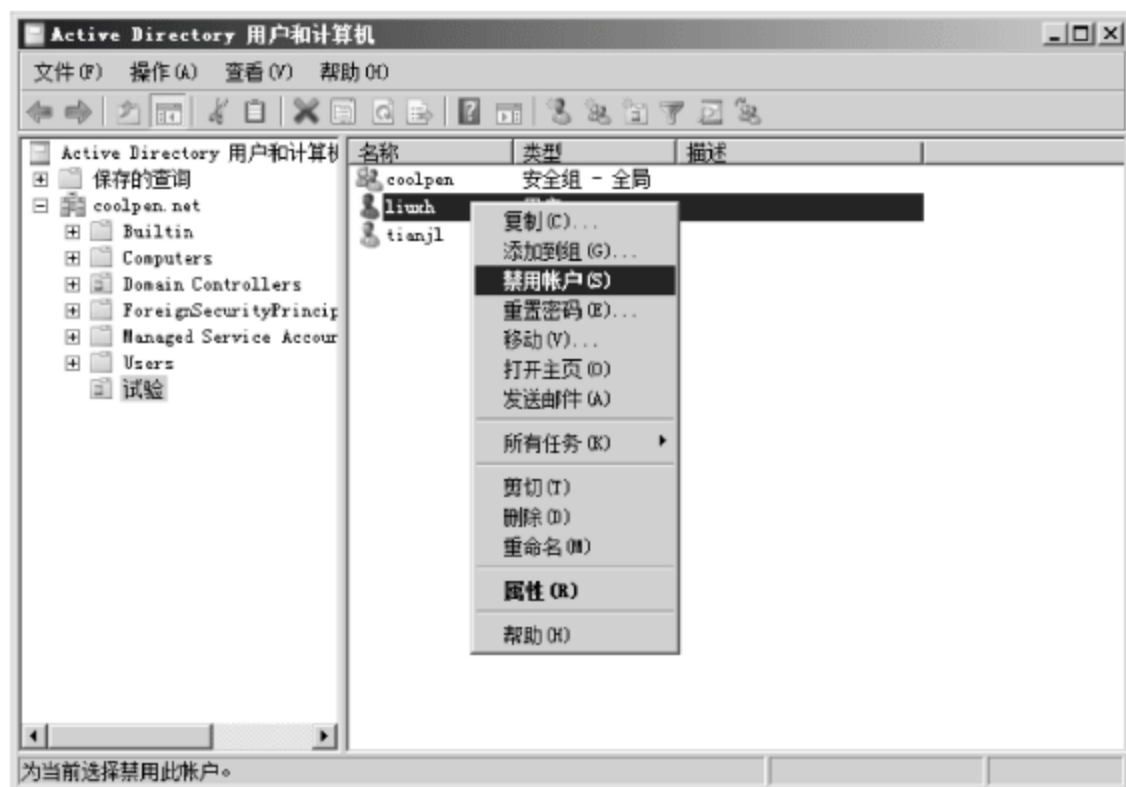 Active Directory 用户和计算机
文件(F) 操作(A) 查看(V) 帮助(H)
Active Directory 用户和计算机
保存的查询
coolpen.net
Builtin
Computers
Domain Controllers
ForeignSecurityPrincip
Managed Service Accour
Users
试验
名称 类型 描述
coolpen 安全组 - 全局
liuxh
tianjl
复制(C)...
添加到组(G)...
禁用帐户(S)
重置密码(E)...
移动(V)...
打开主页(O)
发送邮件(A)
所有任务(K)
剪切(T)
删除(D)
重命名(M)
属性(R)
帮助(H)
为当前选择禁用此帐户。